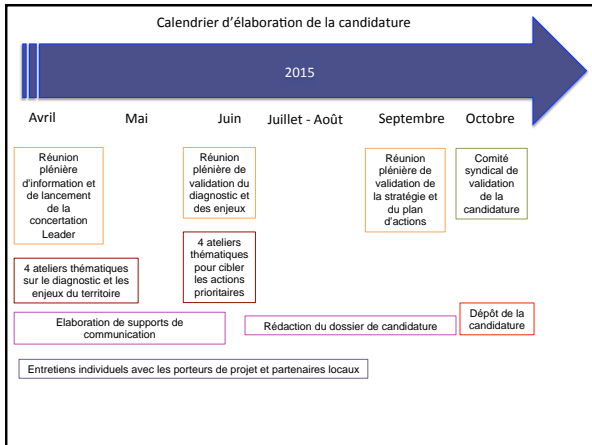 Calendrier d'élaboration de la candidature
2015
Avril
Mai
Juin
Juillet - Août
Septembre
Octobre
Réunion
plénière
d'information et
de lancement
de la
concertation
Leader
Réunion
plénière de
validation du
diagnostic et
des enjeux
Réunion
plénière de
validation de
la stratégie et
du plan
d'actions
Comité
syndical de
validation
de la
candidature
4 ateliers thématiques
sur le diagnostic et les
enjeux du territoire
4 ateliers
thématiques
pour cibler
les actions
prioritaires
Elaboration de supports de
communication
Rédaction du dossier de candidature
Dépôt de la
candidature
Entretiens individuels avec les porteurs de projet et partenaires locaux